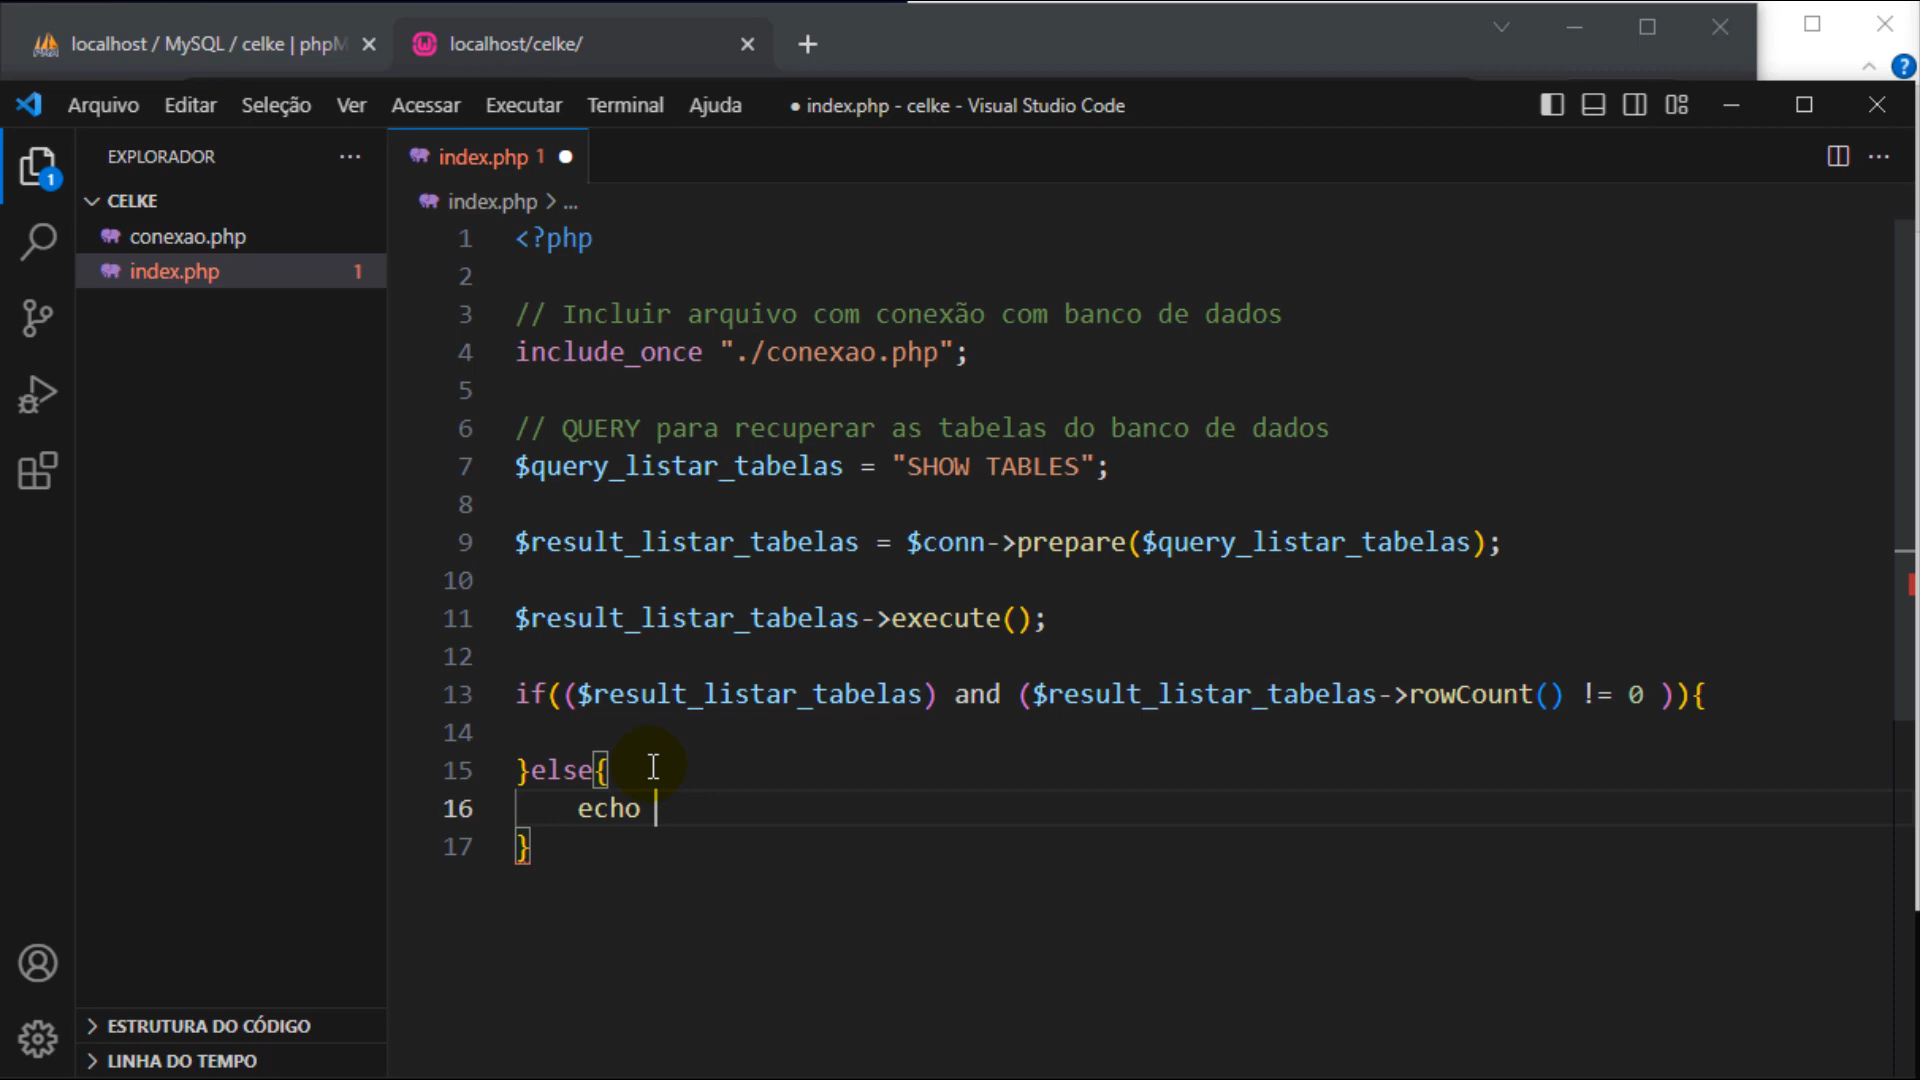 localhost / MySQL / celke | phpM
localhost/celke/
Arquivo Editar Seleção Ver Acessar Executar Terminal Ajuda
● index.php - celke - Visual Studio Code
EXPLORADOR
CELKE
conexao.php
index.php 1
1
index.php 1
index.php > ...
1 <?php
2
3 // Incluir arquivo com conexão com banco de dados
4 include_once "./conexao.php";
5
6 // QUERY para recuperar as tabelas do banco de dados
7 $query_listar_tabelas = "SHOW TABLES";
8
9 $result_listar_tabelas = $conn->prepare($query_listar_tabelas);
10
11 $result_listar_tabelas->execute();
12
13 if(($result_listar_tabelas) and ($result_listar_tabelas->rowCount() != 0 )){
14
15 }else{
16 echo
17 }
ESTRUTURA DO CÓDIGO
LINHA DO TEMPO